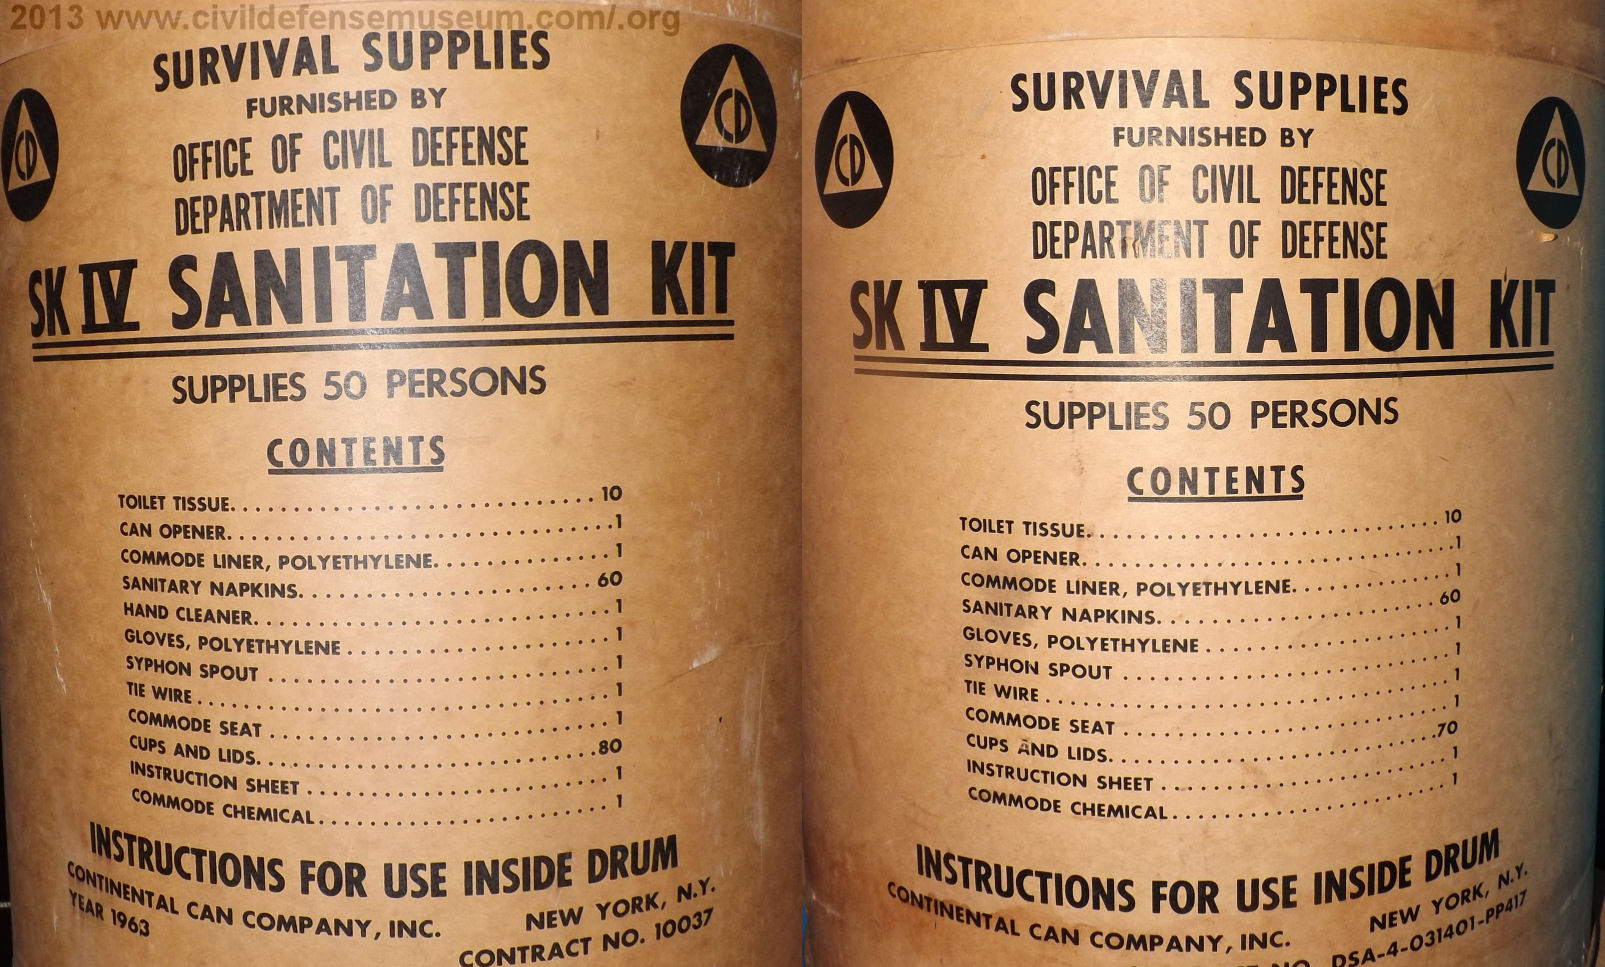 2013 www.civildefensemuseum.com/.org
SURVIVAL SUPPLIES
FURNISHED BY
OFFICE OF CIVIL DEFENSE
DEPARTMENT OF DEFENSE
CD
CD
SK IV SANITATION KIT
SUPPLIES 50 PERSONS
CONTENTS
TOILET TISSUE. . . . . . . . . . . . . . . . . . . . . . . . . . . . . 10
CAN OPENER. . . . . . . . . . . . . . . . . . . . . . . . . . . . . . .1
COMMODE LINER, POLYETHYLENE. . . . . . . . . . . . . . 1
SANITARY NAPKINS. . . . . . . . . . . . . . . . . . . . . . . . 60
HAND CLEANER. . . . . . . . . . . . . . . . . . . . . . . . . . . . 1
GLOVES, POLYETHYLENE . . . . . . . . . . . . . . . . . . . . . 1
SYPHON SPOUT . . . . . . . . . . . . . . . . . . . . . . . . . . . 1
TIE WIRE . . . . . . . . . . . . . . . . . . . . . . . . . . . . . . . . 1
COMMODE SEAT . . . . . . . . . . . . . . . . . . . . . . . . . . . 1
CUPS AND LIDS. . . . . . . . . . . . . . . . . . . . . . . . . . .80
INSTRUCTION SHEET . . . . . . . . . . . . . . . . . . . . . . . . 1
COMMODE CHEMICAL. . . . . . . . . . . . . . . . . . . . . . . 1
INSTRUCTIONS FOR USE INSIDE DRUM
CONTINENTAL CAN COMPANY, INC. NEW YORK, N.Y.
YEAR 1963 CONTRACT NO. 10037
SURVIVAL SUPPLIES
FURNISHED BY
OFFICE OF CIVIL DEFENSE
DEPARTMENT OF DEFENSE
CD
CD
SK IV SANITATION KIT
SUPPLIES 50 PERSONS
CONTENTS
TOILET TISSUE. . . . . . . . . . . . . . . . . . . . . . . . . . . . . 10
CAN OPENER. . . . . . . . . . . . . . . . . . . . . . . . . . . . . . .1
COMMODE LINER, POLYETHYLENE. . . . . . . . . . . . . . 1
SANITARY NAPKINS. . . . . . . . . . . . . . . . . . . . . . . . 60
GLOVES, POLYETHYLENE . . . . . . . . . . . . . . . . . . . . . 1
SYPHON SPOUT . . . . . . . . . . . . . . . . . . . . . . . . . . . 1
TIE WIRE . . . . . . . . . . . . . . . . . . . . . . . . . . . . . . . . 1
COMMODE SEAT . . . . . . . . . . . . . . . . . . . . . . . . . . . 1
CUPS AND LIDS. . . . . . . . . . . . . . . . . . . . . . . . . . .70
INSTRUCTION SHEET . . . . . . . . . . . . . . . . . . . . . . . . 1
COMMODE CHEMICAL. . . . . . . . . . . . . . . . . . . . . . . 1
INSTRUCTIONS FOR USE INSIDE DRUM
CONTINENTAL CAN COMPANY, INC. NEW YORK, N.Y.
NO. DSA-4-031401-PP417